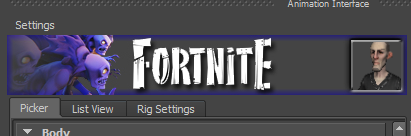 Animation Interface
Settings
FORTNITE
Picker List View Rig Settings
Body